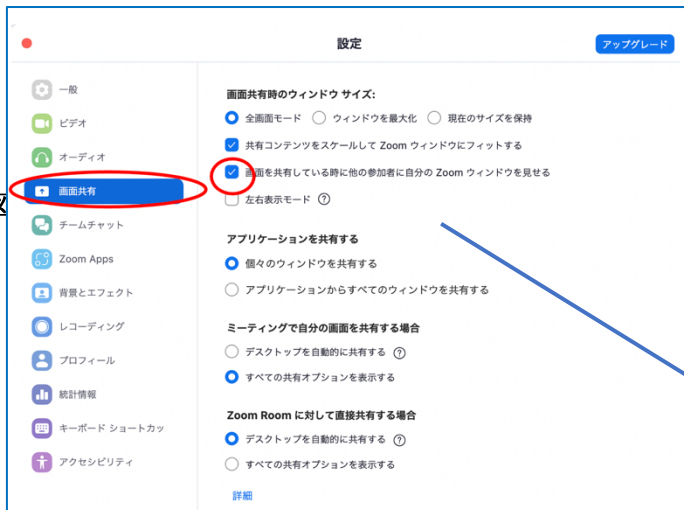 設定
アップグレード
一般
ビデオ
オーディオ
画面共有
チームチャット
Zoom Apps
背景とエフェクト
レコーディング
プロフィール
統計情報
キーボード ショートカッ
アクセシビリティ
画面共有時のウィンドウ サイズ:
全画面モード ウィンドウを最大化 現在のサイズを保持
共有コンテンツをスケールして Zoom ウィンドウにフィットする
画面を共有している時に他の参加者に自分の Zoom ウィンドウを見せる
左右表示モード ?
アプリケーションを共有する
個々のウィンドウを共有する
アプリケーションからすべてのウィンドウを共有する
ミーティングで自分の画面を共有する場合
デスクトップを自動的に共有する ?
すべての共有オプションを表示する
Zoom Room に対して直接共有する場合
デスクトップを自動的に共有する ?
すべての共有オプションを表示する
詳細